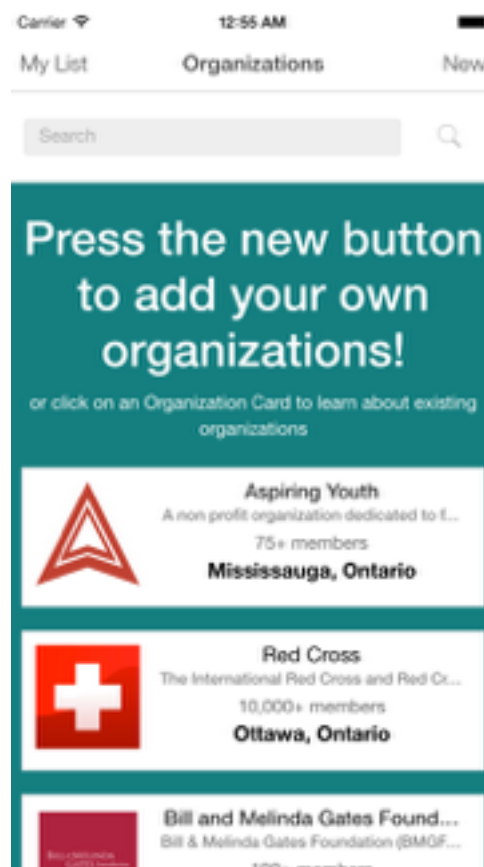 Carrier
12:55 AM
My List
Organizations
New
Search
Press the new button
to add your own
organizations!
or click on an Organization Card to learn about existing
organizations
Aspiring Youth
A non profit organization dedicated to f...
75+ members
Mississauga, Ontario
Red Cross
The International Red Cross and Red Cr...
10,000+ members
Ottawa, Ontario
Bill and Melinda Gates Found...
Bill & Melinda Gates Foundation (BMGF...
members